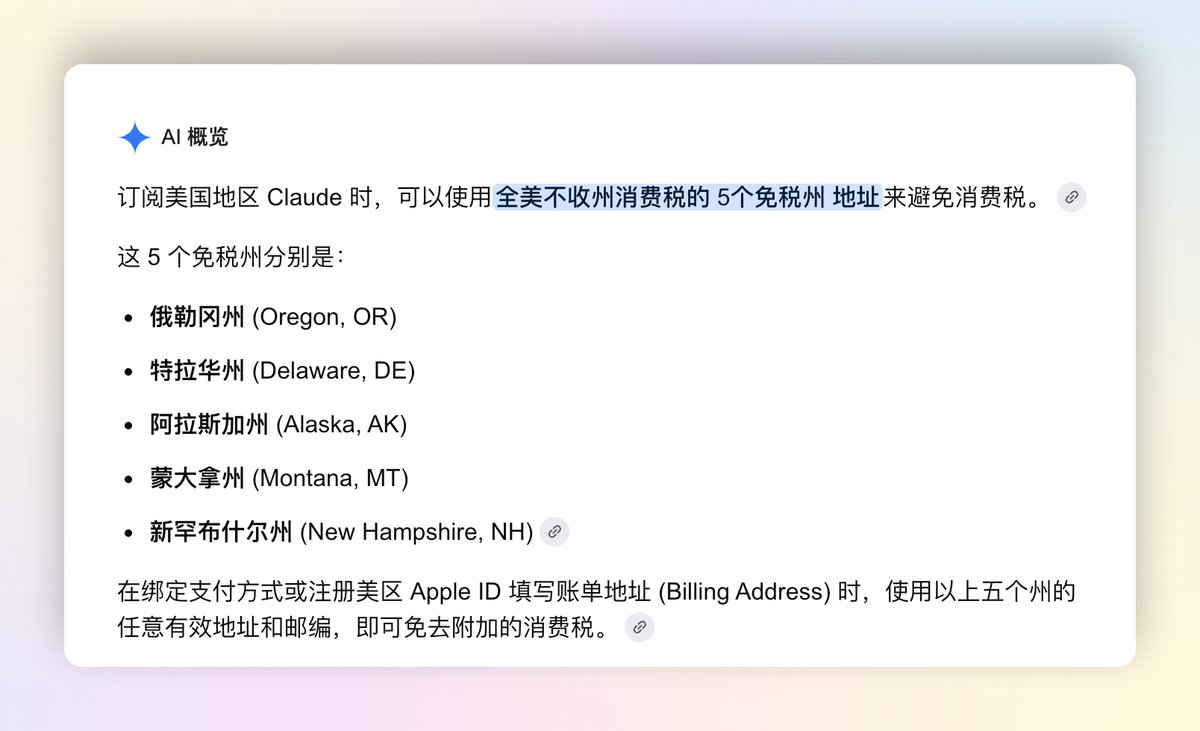 AI 概览
订阅美国地区 Claude 时，可以使用全美不收州消费税的 5个免税州 地址来避免消费税。
这 5 个免税州分别是：
• 俄勒冈州 (Oregon, OR)
• 特拉华州 (Delaware, DE)
• 阿拉斯加州 (Alaska, AK)
• 蒙大拿州 (Montana, MT)
• 新罕布什尔州 (New Hampshire, NH)
在绑定支付方式或注册美区 Apple ID 填写账单地址 (Billing Address) 时，使用以上五个州的
任意有效地址和邮编，即可免去附加的消费税。